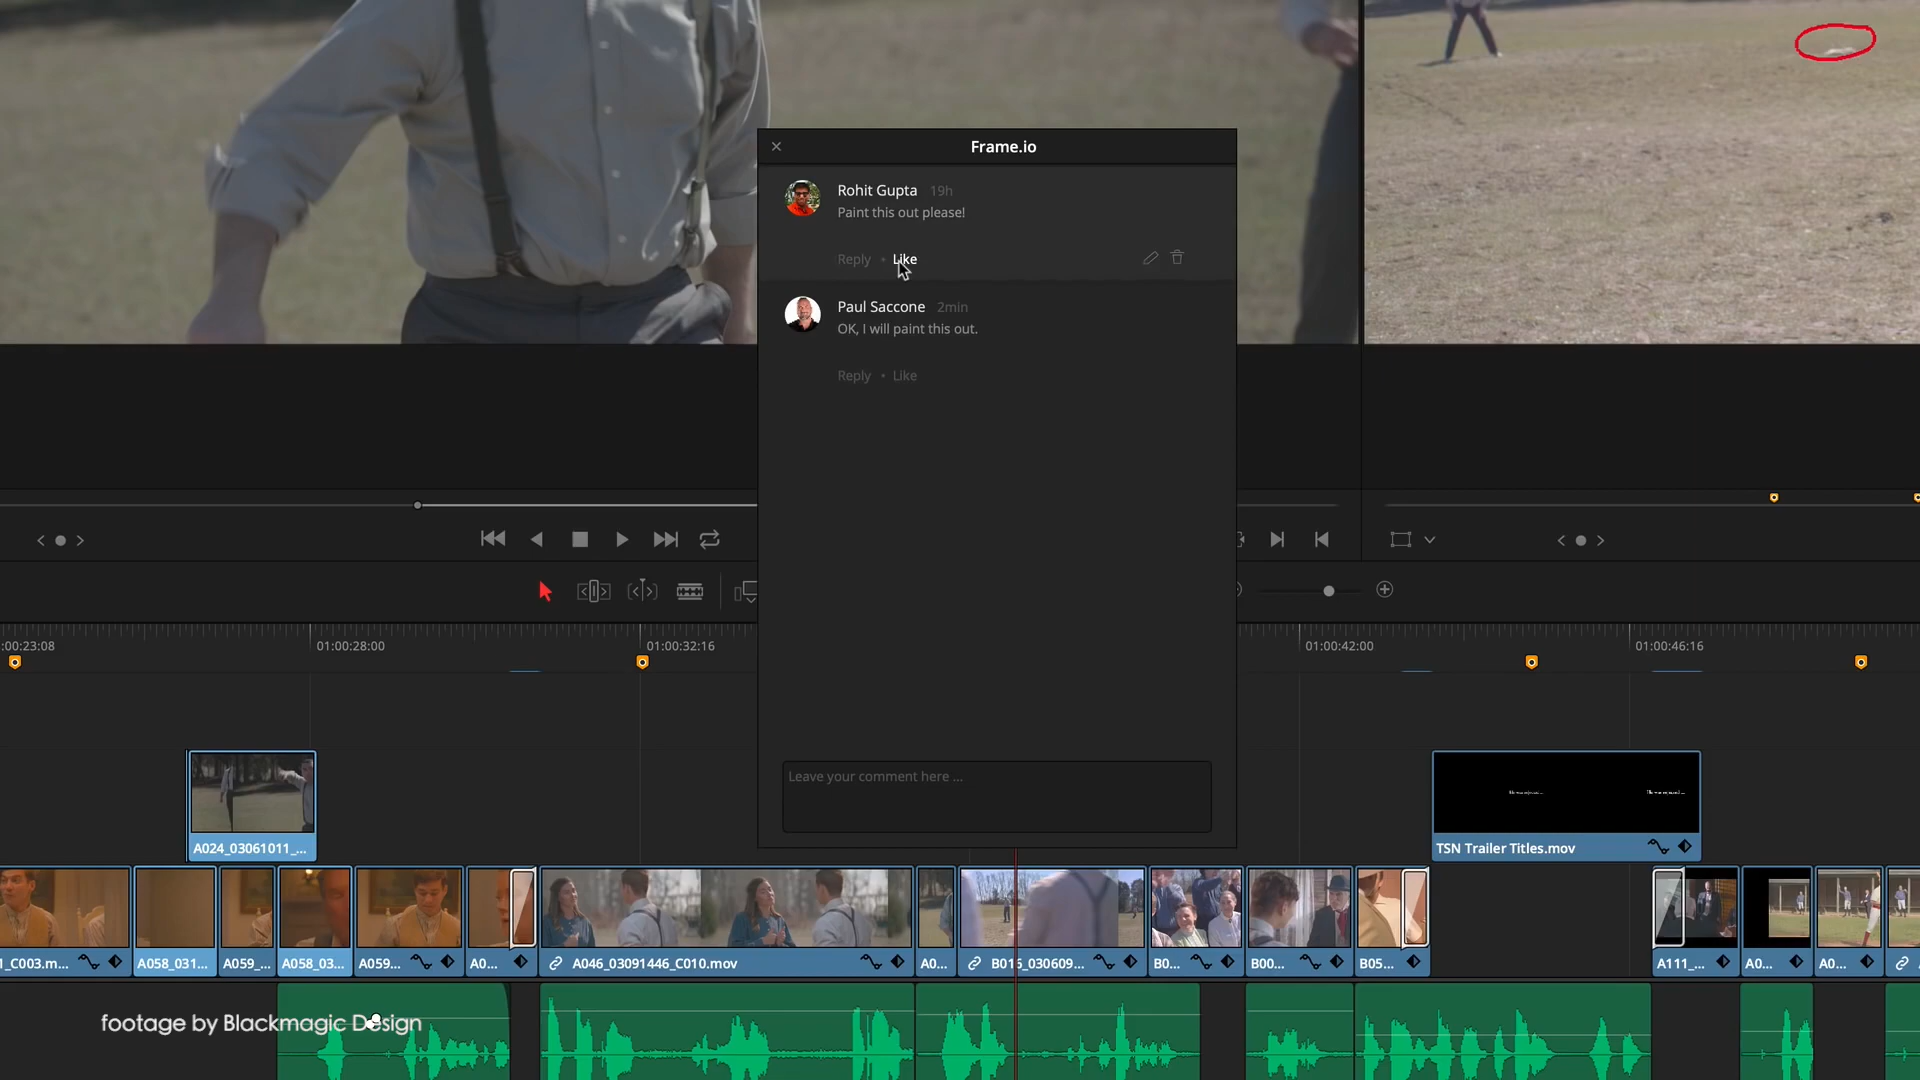 Frame.io
Rohit Gupta 19h
Paint this out please!
Reply • Like
Paul Saccone 2min
OK, I will paint this out.
Reply • Like
Leave your comment here ...
:00:23:08
01:00:28:00
01:00:32:16
01:00:42:00
01:00:46:16
A024_03061011_...
TSN Trailer Titles.mov
1_C003.m...
A058_031...
A059_...
A058_03...
A059...
A0...
A046_03091446_C010.mov
A0...
B015_030609...
B0...
B00...
B05...
A111_...
A0...
A0...
footage by Blackmagic Design